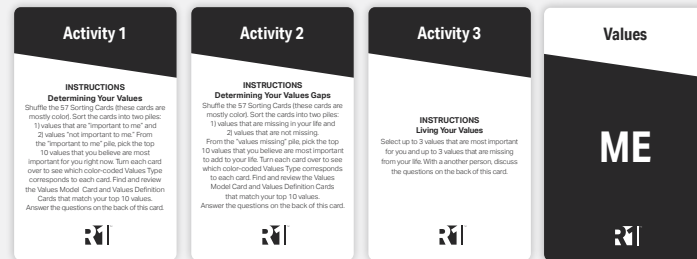 Activity 1
INSTRUCTIONS
Determining Your Values
Shuffle the 57 Sorting Cards (these cards are
mostly color). Sort the cards into two piles:
1) values that are "important to me" and
2) values "not important to me." From
the "important to me" pile, pick the top
10 values that you believe are most
important for you right now. Turn each card
over to see which color-coded Values Type
corresponds to each card. Find and review
the Values Model Card and Values Definition
Cards that match your top 10 values.
Answer the questions on the back of this card.
R1
Activity 2
INSTRUCTIONS
Determining Your Values Gaps
Shuffle the 57 Sorting Cards (these cards are
mostly color). Sort the cards into two piles:
1) values that are missing in your life and
2) values that are not missing.
From the "values missing" pile, pick the top
10 values that you believe are most important
to add to your life. Turn each card over to see
which color-coded Values Type corresponds
to each card. Find and review the Values
Model Card and Values Definition Cards
that match your top 10 values.
Answer the questions on the back of this card.
R1
Activity 3
INSTRUCTIONS
Living Your Values
Select up to 3 values that are most important
for you and up to 3 values that are missing
from your life. With a another person, discuss
the questions on the back of this card.
R1
Values
ME
R1